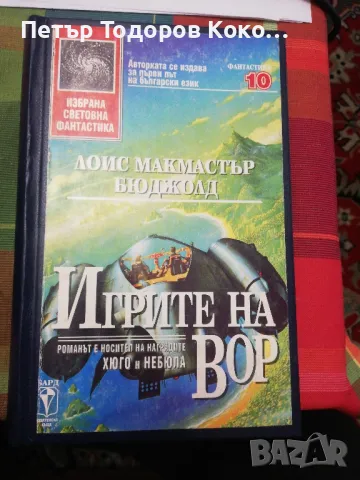 Петър Тодоров Коко...
ИЗБРАНА
СВЕТОВНА
ФАНТАСТИКА
Авторката се издава
за първи път
на български език
ФАНТАСТИКА
10
ЛОИС МАКМАСТЪР
БЮДЖОЛД
ИГРИТЕ НА
ВОР
РОМАНЪТ Е НОСИТЕЛ НА НАГРАДИТЕ
ХЮГО и НЕБЮЛА
БАРД
BAZAR